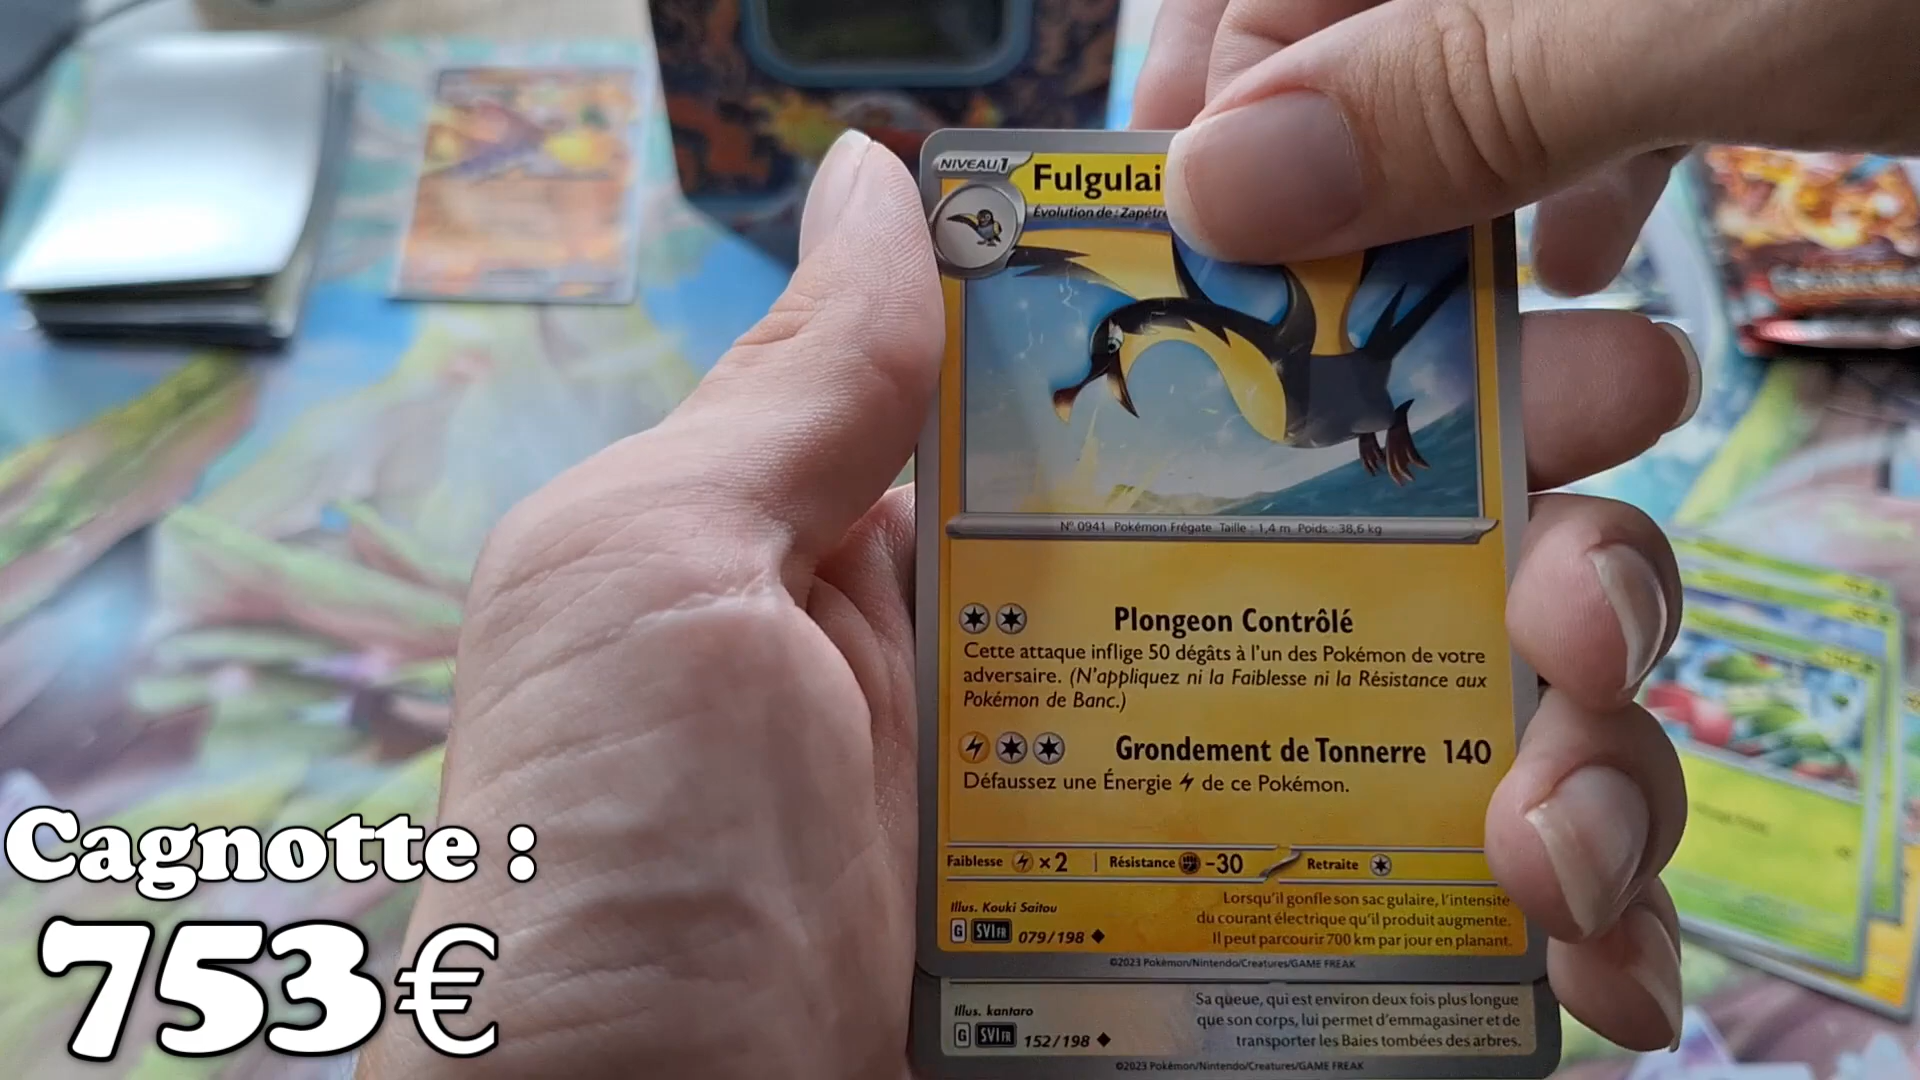 NIVEAU 1
Fulgulai
Évolution de : Zapétre
Nº 0941 Pokémon Frégate Taille : 1,4 m Poids : 38,6 kg
Plongeon Contrôlé
Cette attaque inflige 50 dégâts à l'un des Pokémon de votre
adversaire. (N'appliquez ni la Faiblesse ni la Résistance aux
Pokémon de Banc.)
Grondement de Tonnerre 140
Défaussez une Énergie de ce Pokémon.
Faiblesse ×2 Résistance -30 Retraite
Illus. Kouki Saitou
Lorsqu'il gonfle son sac gulaire, l'intensité
du courant électrique qu'il produit augmente.
Il peut parcourir 700 km par jour en planant.
G SVI FR 079/198
©2023 Pokémon/Nintendo/Creatures/GAME FREAK
Illus. kantaro
Sa queue, qui est environ deux fois plus longue
que son corps, lui permet d'emmagasiner et de
transporter les Baies tombées des arbres.
G SVI FR 152/198
©2023 Pokémon/Nintendo/Creatures/GAME FREAK
Cagnotte :
753€